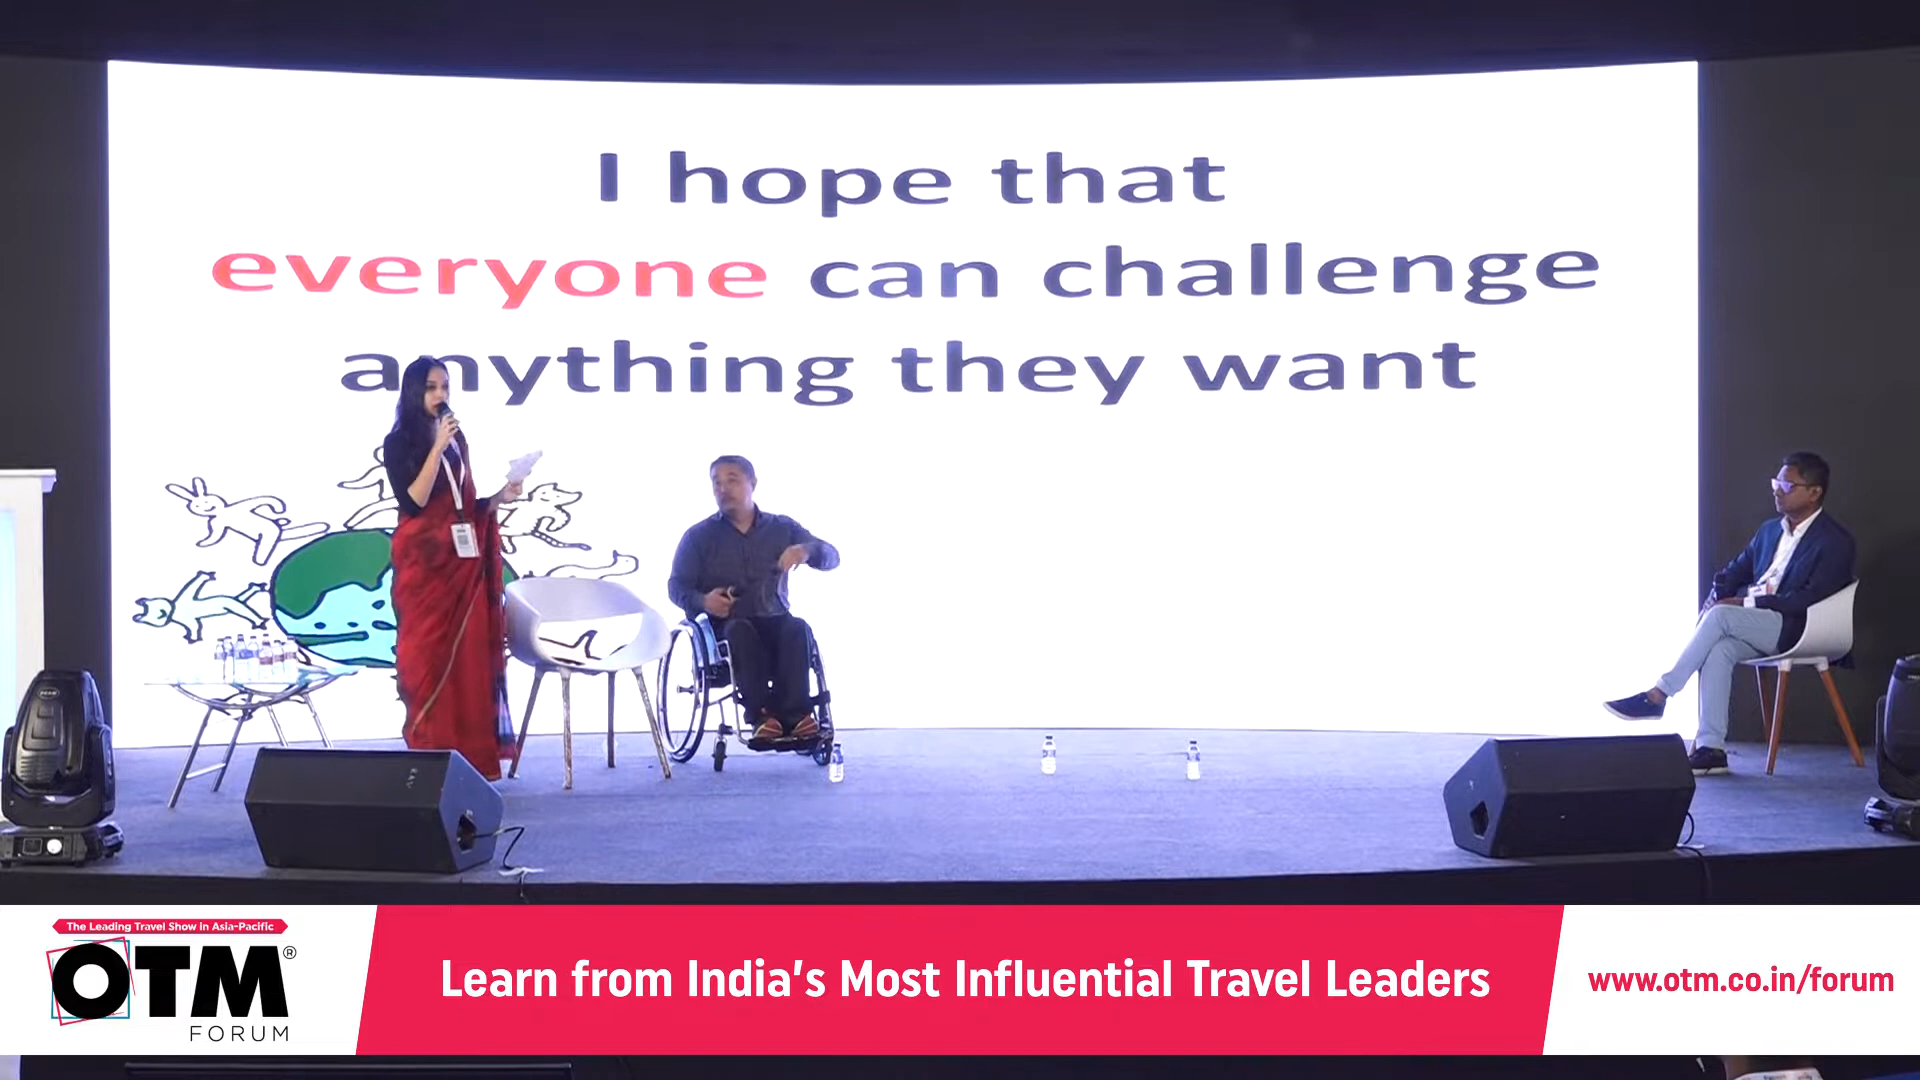 I hope that
everyone can challenge
anything they want
The Leading Travel Show in Asia-Pacific
OTM®
FORUM
Learn from India's Most Influential Travel Leaders
www.otm.co.in/forum